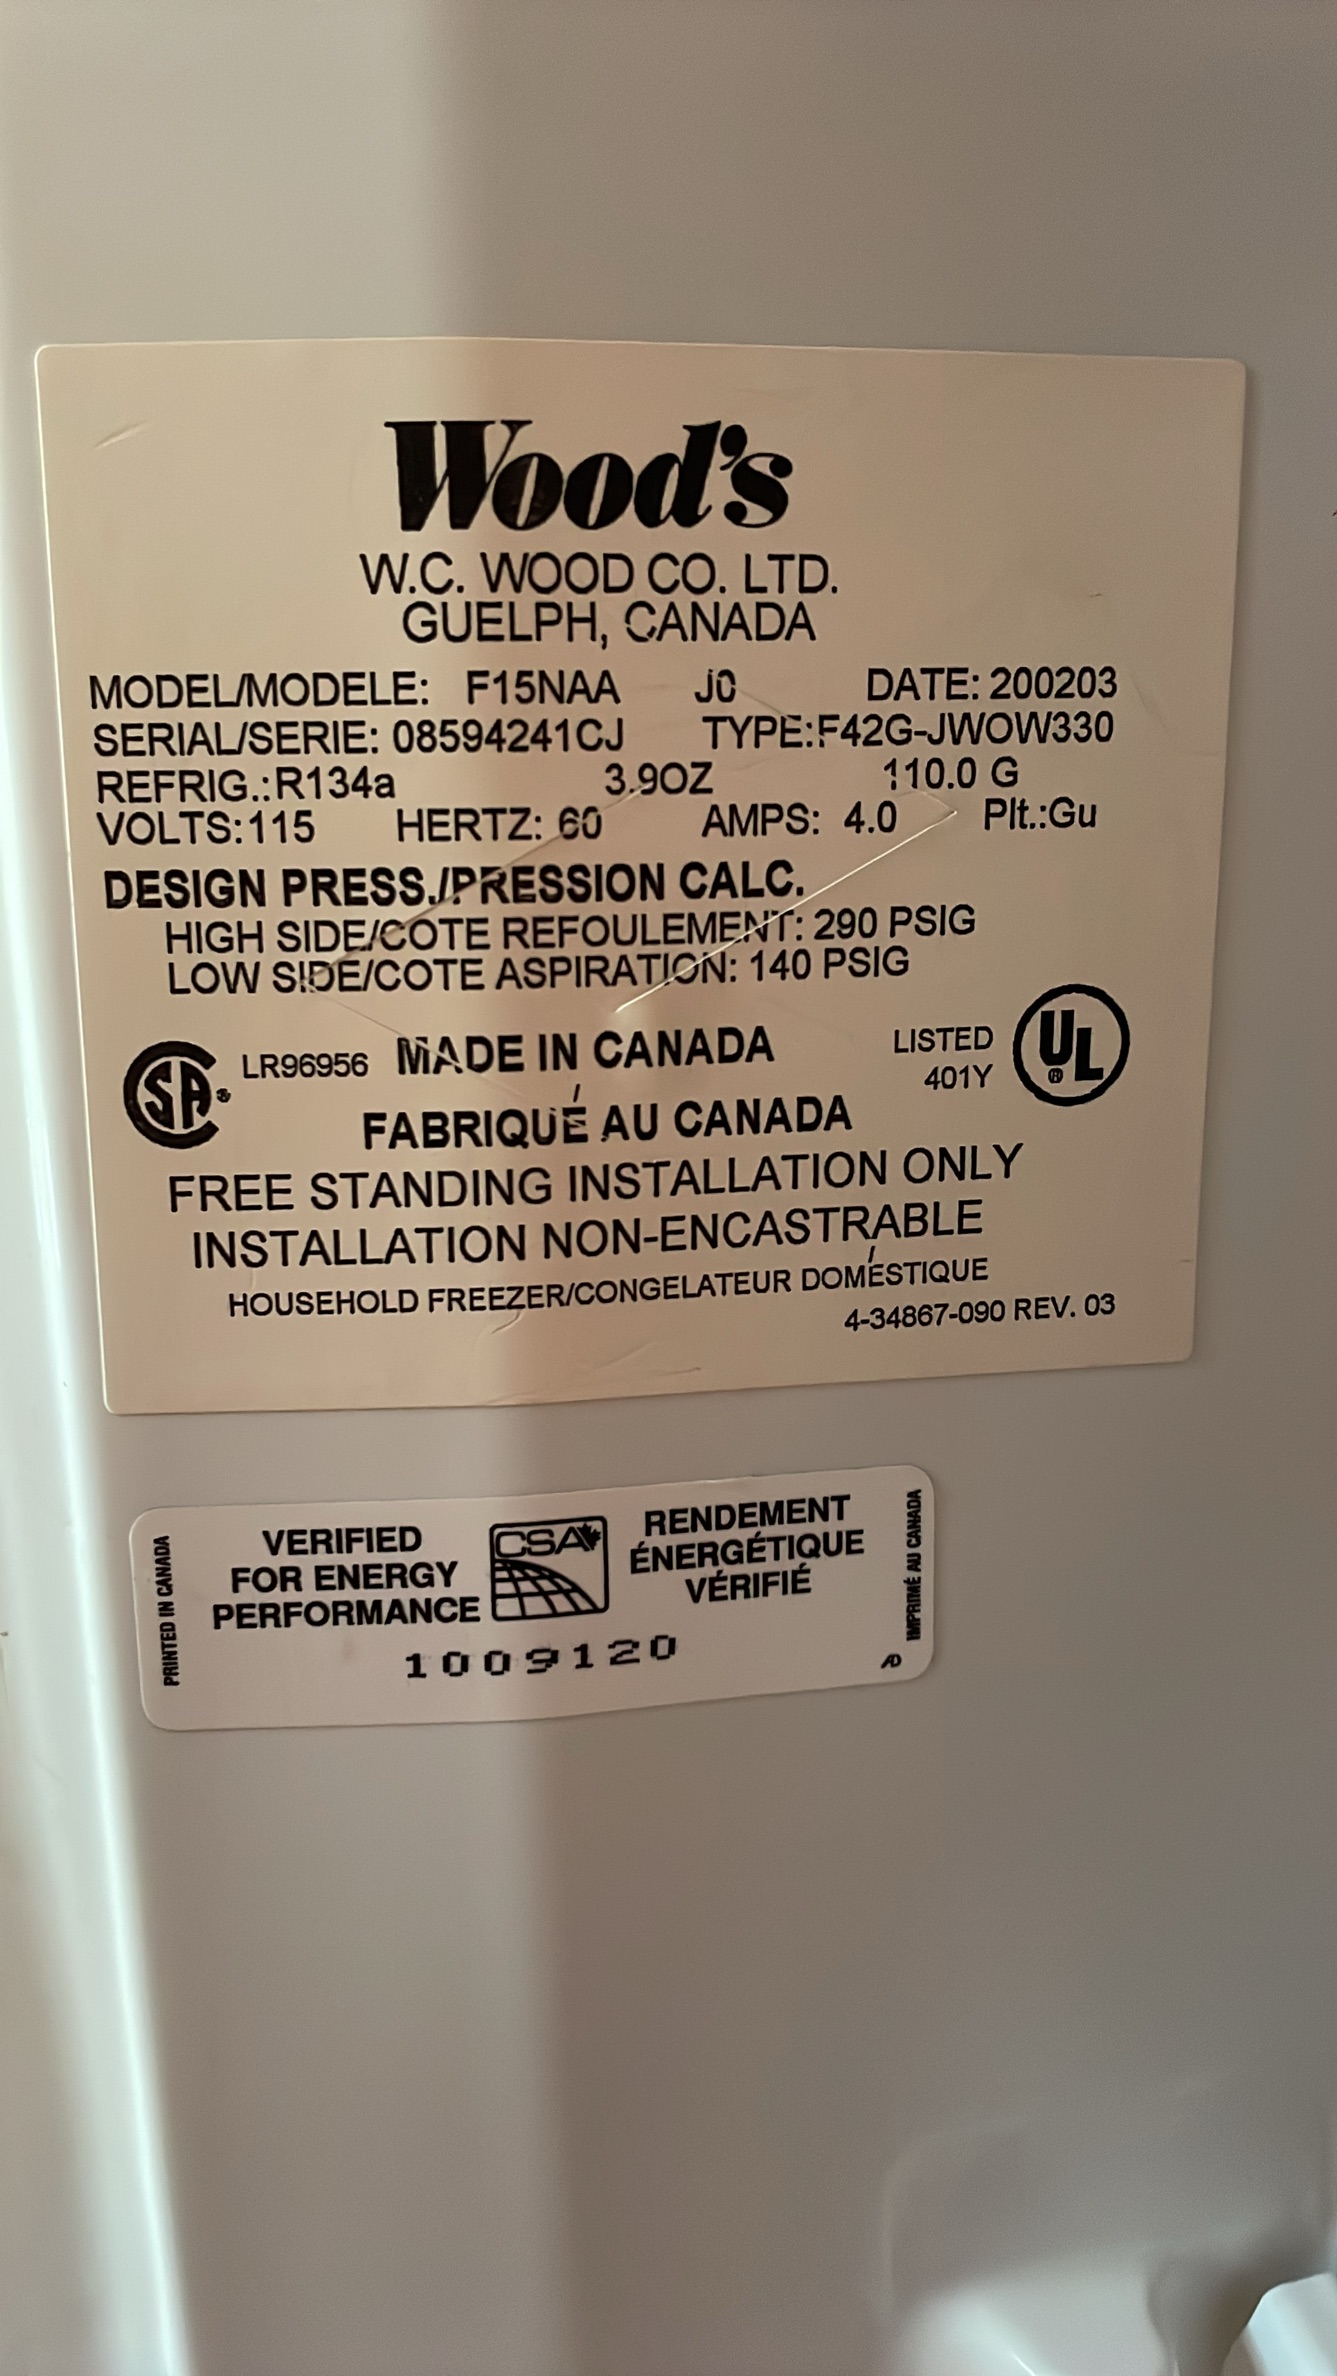 Wood's
W.C. WOOD CO. LTD.
GUELPH, CANADA
MODEL/MODELE: F15NAA J0 DATE: 200203
SERIAL/SERIE: 08594241CJ TYPE:F42G-JWOW330
REFRIG.:R134a 3.9OZ 110.0 G
VOLTS:115 HERTZ: 60 AMPS: 4.0 Plt.:Gu
DESIGN PRESS./PRESSION CALC.
HIGH SIDE/COTE REFOULEMENT: 290 PSIG
LOW SIDE/COTE ASPIRATION: 140 PSIG
SA® LR96956 MADE IN CANADA LISTED 401Y UL®
FABRIQUÉ AU CANADA
FREE STANDING INSTALLATION ONLY
INSTALLATION NON-ENCASTRABLE
HOUSEHOLD FREEZER/CONGELATEUR DOMÉSTIQUE
4-34867-090 REV. 03
PRINTED IN CANADA
VERIFIED
FOR ENERGY
PERFORMANCE
CSA
RENDEMENT
ÉNERGÉTIQUE
VÉRIFIÉ
1009120
IMPRIMÉ AU CANADA